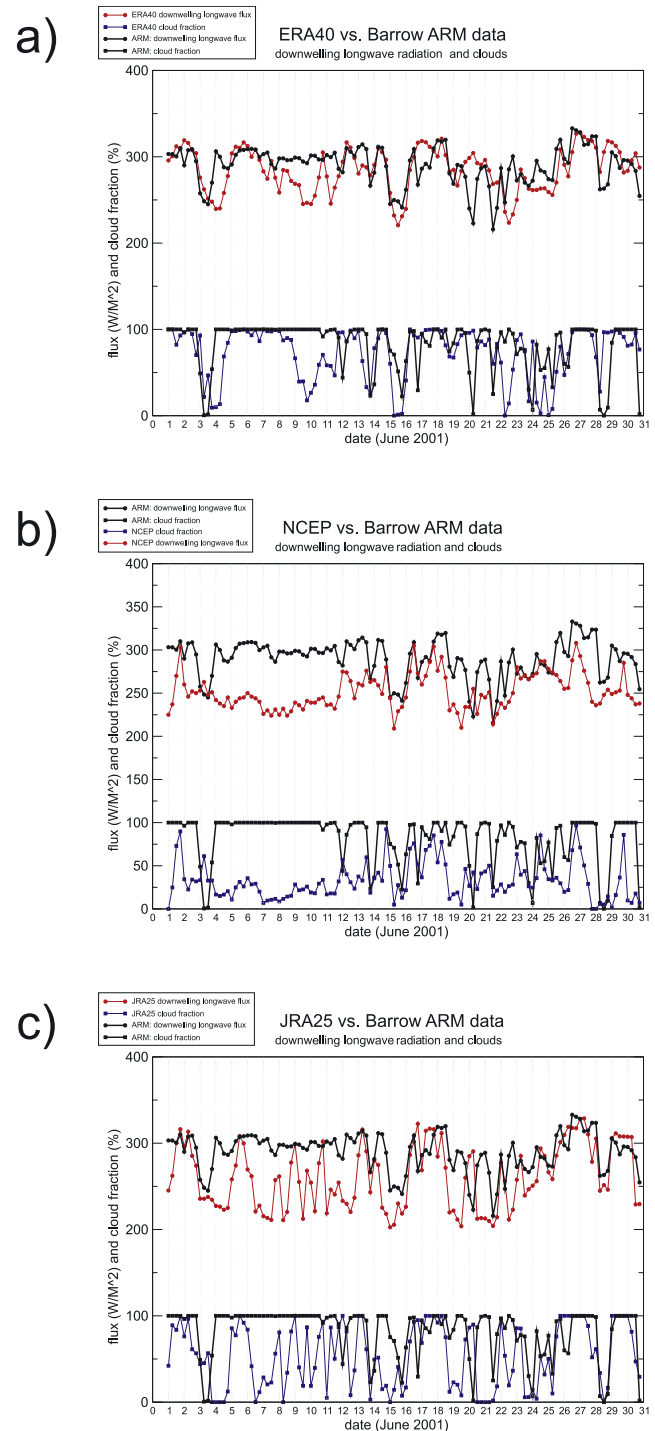 a)
ERA40 downwelling longwave flux
ERA40 cloud fraction
ARM: downwelling longwave flux
ARM: cloud fraction
ERA40 vs. Barrow ARM data
downwelling longwave radiation and clouds
flux (W/M^2) and cloud fraction (%)
400
300
200
100
0
0 1 2 3 4 5 6 7 8 9 10 11 12 13 14 15 16 17 18 19 20 21 22 23 24 25 26 27 28 29 30 31
date (June 2001)
b)
ARM: downwelling longwave flux
ARM: cloud fraction
NCEP cloud fraction
NCEP downwelling longwave flux
NCEP vs. Barrow ARM data
downwelling longwave radiation and clouds
flux (W/M^2) and cloud fraction (%)
400
350
300
250
200
150
100
50
0
0 1 2 3 4 5 6 7 8 9 10 11 12 13 14 15 16 17 18 19 20 21 22 23 24 25 26 27 28 29 30 31
date (June 2001)
c)
JRA25 downwelling longwave flux
JRA25 cloud fraction
ARM: downwelling longwave flux
ARM: cloud fraction
JRA25 vs. Barrow ARM data
downwelling longwave radiation and clouds
flux (W/M^2) and cloud fraction (%)
400
300
200
100
0
0 1 2 3 4 5 6 7 8 9 10 11 12 13 14 15 16 17 18 19 20 21 22 23 24 25 26 27 28 29 30 31
date (June 2001)